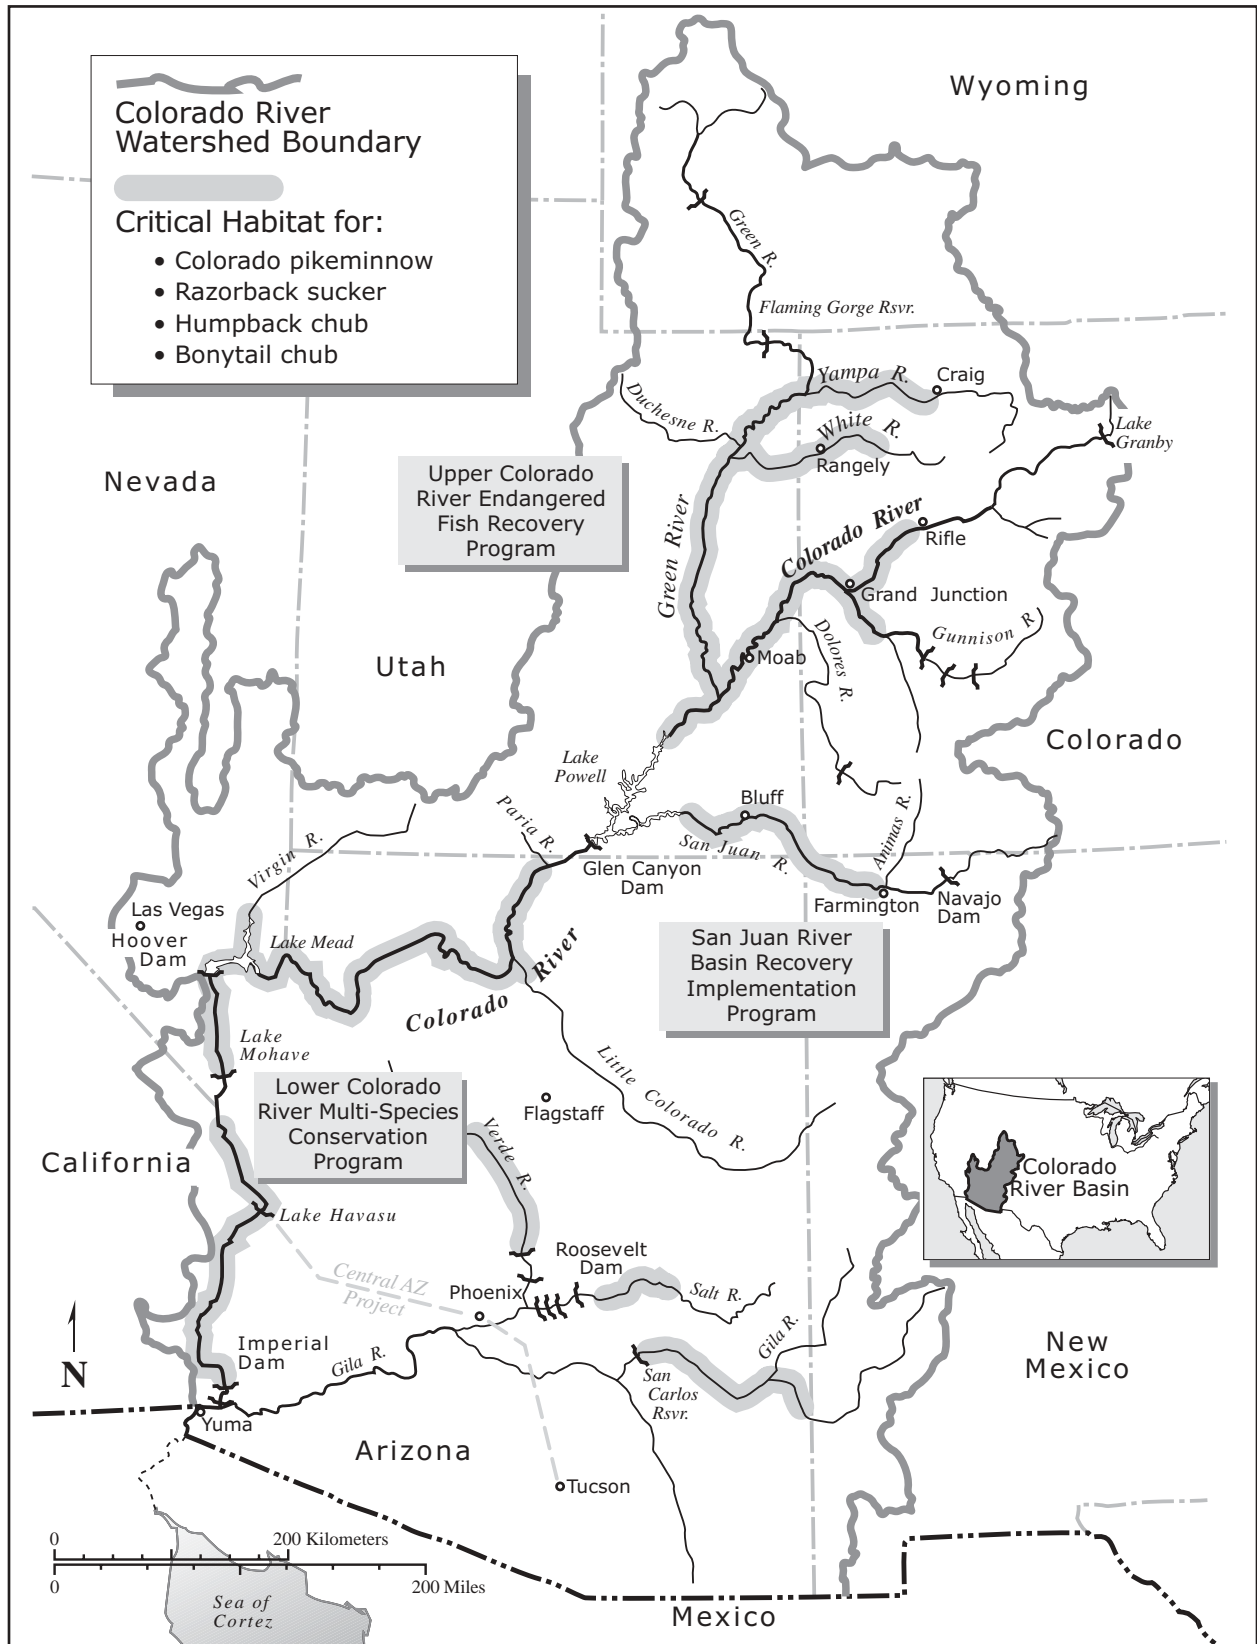 Colorado River
Watershed Boundary
Critical Habitat for:
• Colorado pikeminnow
• Razorback sucker
• Humpback chub
• Bonytail chub
Wyoming
Green R.
Flaming Gorge Rsvr.
Yampa R.
Craig
Duchesne R.
White R.
Rangely
Lake
Granby
Nevada
Upper Colorado
River Endangered
Fish Recovery
Program
Green River
Colorado River
Rifle
Grand Junction
Gunnison R
Utah
Moab
Dolores R.
Colorado
Lake
Powell
Bluff
Paria R.
San Juan R.
Animas R.
Virgin R.
Glen Canyon
Dam
Farmington
Navajo
Dam
Las Vegas
Hoover
Dam
Lake Mead
Colorado River
San Juan River
Basin Recovery
Implementation
Program
Lake
Mohave
Lower Colorado
River Multi-Species
Conservation
Program
Flagstaff
Little Colorado R.
Verde R.
California
Colorado
River Basin
Lake Havasu
Roosevelt
Dam
Central AZ
Project
Phoenix
Salt R.
Gila R.
N
Imperial
Dam
Gila R.
San
Carlos
Rsvr.
New
Mexico
Yuma
Arizona
Tucson
0 200 Kilometers
0 200 Miles
Sea of
Cortez
Mexico